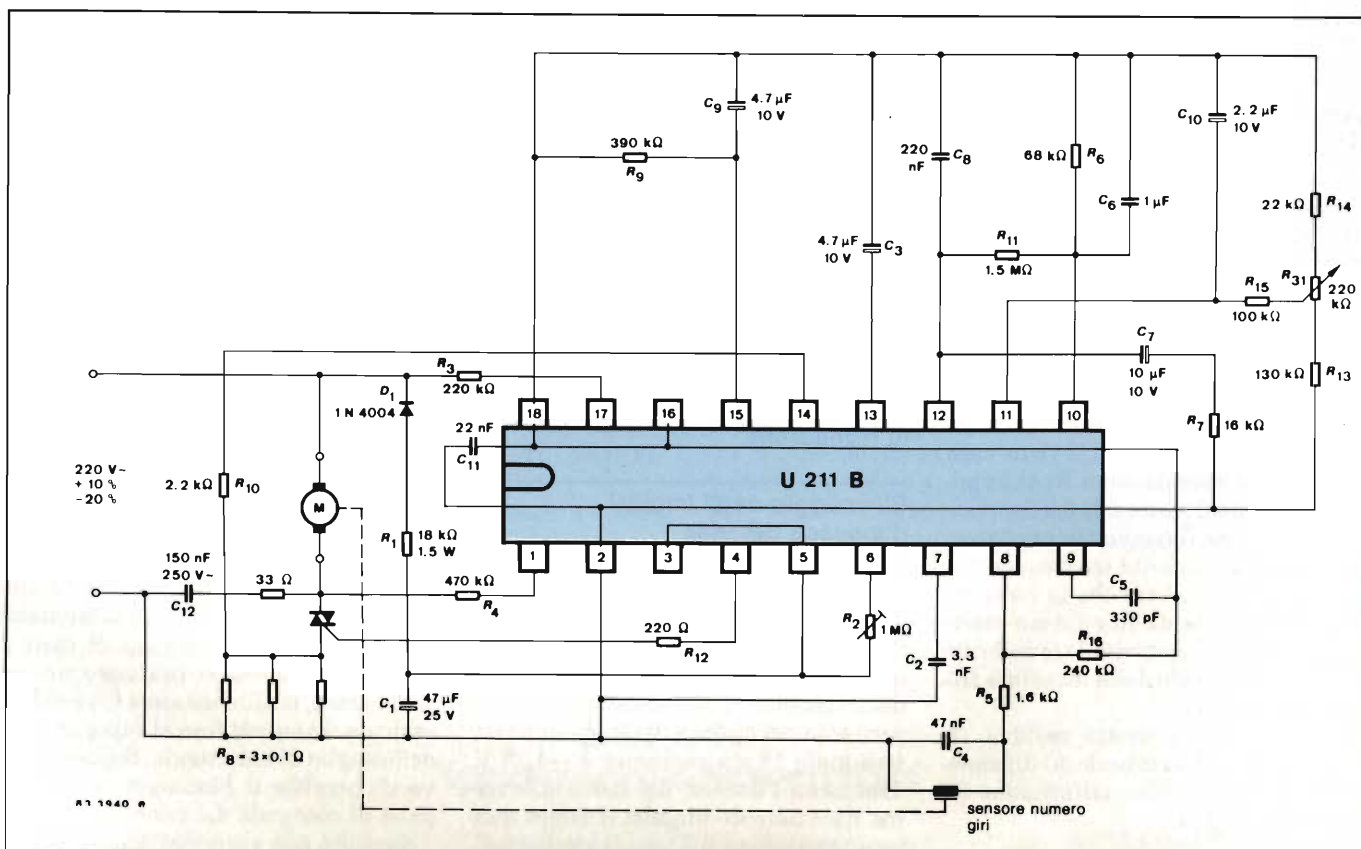 C9 4.7 µF 10 V
390 kΩ
R9
4.7 µF 10 V C3
220 nF C8
68 kΩ R6
C6 1 µF
C10 2.2 µF 10 V
22 kΩ R14
R11 1.5 MΩ
R31 220 kΩ
R15 100 kΩ
C7 10 µF 10 V
130 kΩ R13
R7 16 kΩ
R3 220 kΩ
D1 1 N 4004
18 17 16 15 14 13 12 11 10
22 nF C11
U 211 B
220 V~ + 10 % -20 %
2.2 kΩ R10
M
R1 18 kΩ 1.5 W
1 2 3 4 5 6 7 8 9
150 nF 250 V~ C12
33 Ω
470 kΩ R4
220 Ω R12
R2 1 MΩ
C2 3.3 nF
C5 330 pF
R16 240 kΩ
R5 1.6 kΩ
C1 47 µF 25 V
47 nF C4
R8 = 3 × 0.1 Ω
83 3940 e
sensore numero
giri